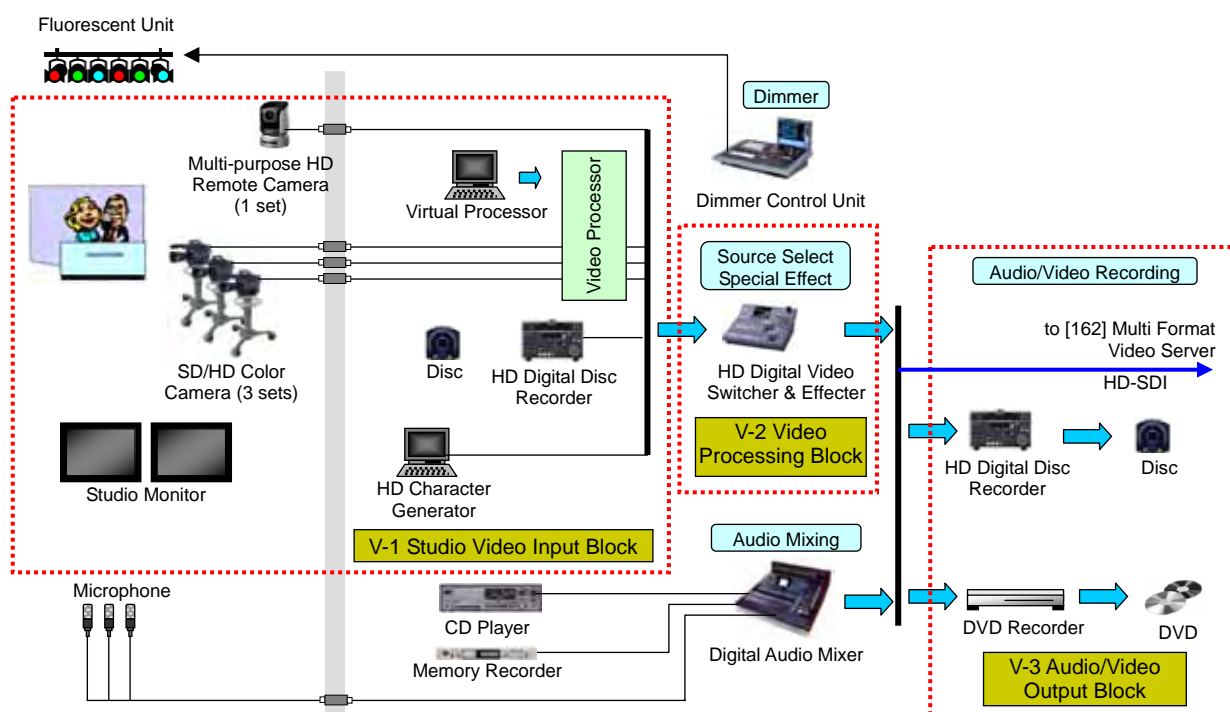 Fluorescent Unit
Dimmer
Multi-purpose HD
Remote Camera
(1 set)
Virtual Processor
Video Processor
Dimmer Control Unit
Source Select
Special Effect
Audio/Video Recording
to [162] Multi Format
Video Server
HD-SDI
SD/HD Color
Camera (3 sets)
Disc
HD Digital Disc
Recorder
HD Digital Video
Switcher & Effecter
V-2 Video
Processing Block
HD Digital Disc
Recorder
Disc
Studio Monitor
HD Character
Generator
V-1 Studio Video Input Block
Audio Mixing
Microphone
CD Player
Memory Recorder
Digital Audio Mixer
DVD Recorder
DVD
V-3 Audio/Video
Output Block